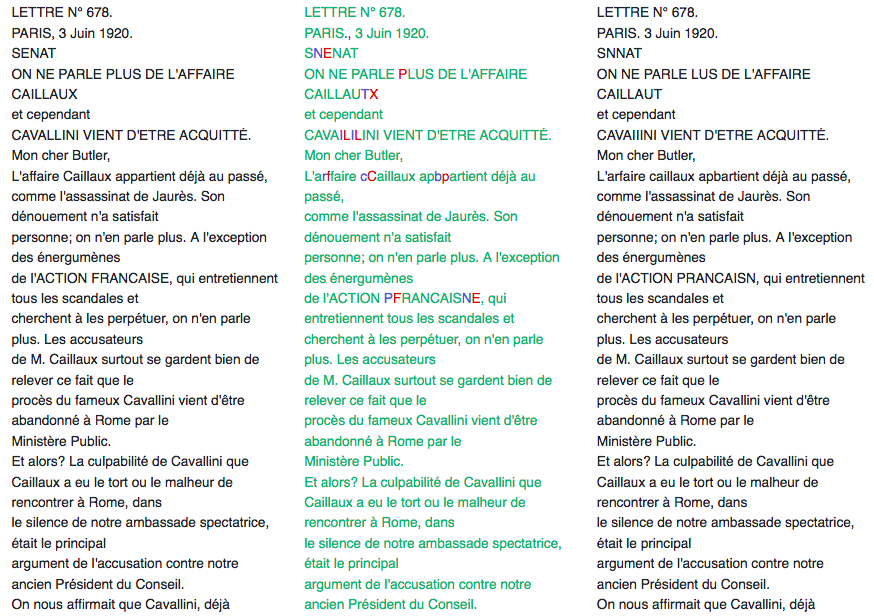 LETTRE N° 678.
PARIS, 3 Juin 1920.
SENAT
ON NE PARLE PLUS DE L'AFFAIRE
CAILLAUX
et cependant
CAVALLINI VIENT D'ETRE ACQUITTÉ.
Mon cher Butler,
L'affaire Caillaux appartient déjà au passé,
comme l'assassinat de Jaurès. Son
dénouement n'a satisfait
personne; on n'en parle plus. A l'exception
des énergumènes
de l'ACTION FRANCAISE, qui entretiennent
tous les scandales et
cherchent à les perpétuer, on n'en parle
plus. Les accusateurs
de M. Caillaux surtout se gardent bien de
relever ce fait que le
procès du fameux Cavallini vient d'être
abandonné à Rome par le
Ministère Public.
Et alors? La culpabilité de Cavallini que
Caillaux a eu le tort ou le malheur de
rencontrer à Rome, dans
le silence de notre ambassade spectatrice,
était le principal
argument de l'accusation contre notre
ancien Président du Conseil.
On nous affirmait que Cavallini, déjà
LETTRE N° 678.
PARIS., 3 Juin 1920.
SNENAT
ON NE PARLE PLUS DE L'AFFAIRE
CAILLAUTX
et cependant
CAVAILILINI VIENT D'ETRE ACQUITTÉ.
Mon cher Butler,
L'arffaire cCaillaux apbpartient déjà au
passé,
comme l'assassinat de Jaurès. Son
dénouement n'a satisfait
personne; on n'en parle plus. A l'exception
des énergumènes
de l'ACTION PFRANCAISNE, qui
entretiennent tous les scandales et
cherchent à les perpétuer, on n'en parle
plus. Les accusateurs
de M. Caillaux surtout se gardent bien de
relever ce fait que le
procès du fameux Cavallini vient d'être
abandonné à Rome par le
Ministère Public.
Et alors? La culpabilité de Cavallini que
Caillaux a eu le tort ou le malheur de
rencontrer à Rome, dans
le silence de notre ambassade spectatrice,
était le principal
argument de l'accusation contre notre
ancien Président du Conseil.
LETTRE N° 678.
PARIS. 3 Juin 1920.
SNNAT
ON NE PARLE LUS DE L'AFFAIRE
CAILLAUT
et cependant
CAVAIIINI VIENT D'ETRE ACQUITTÉ.
Mon cher Butler,
L'arfaire caillaux apbartient déjà au passé,
comme l'assassinat de Jaurès. Son
dénouement n'a satisfait
personne; on n'en parle plus. A l'exception
des énergumènes
de l'ACTION PRANCAISN, qui entretiennent
tous les scandales et
cherchent à les perpétuer, on n'en parle
plus. Les accusateurs
de M. Caillaux surtout se gardent bien de
relever ce fait que le
procès du fameux Cavallini vient d'être
abandonné à Rome par le
Ministère Public.
Et alors? La culpabilité de Cavallini que
Caillaux a eu le tort ou le malheur de
rencontrer à Rome, dans
le silence de notre ambassade spectatrice,
était le principal
argument de l'accusation contre notre
ancien Président du Conseil.
On nous affirmait que Cavallini, déjà